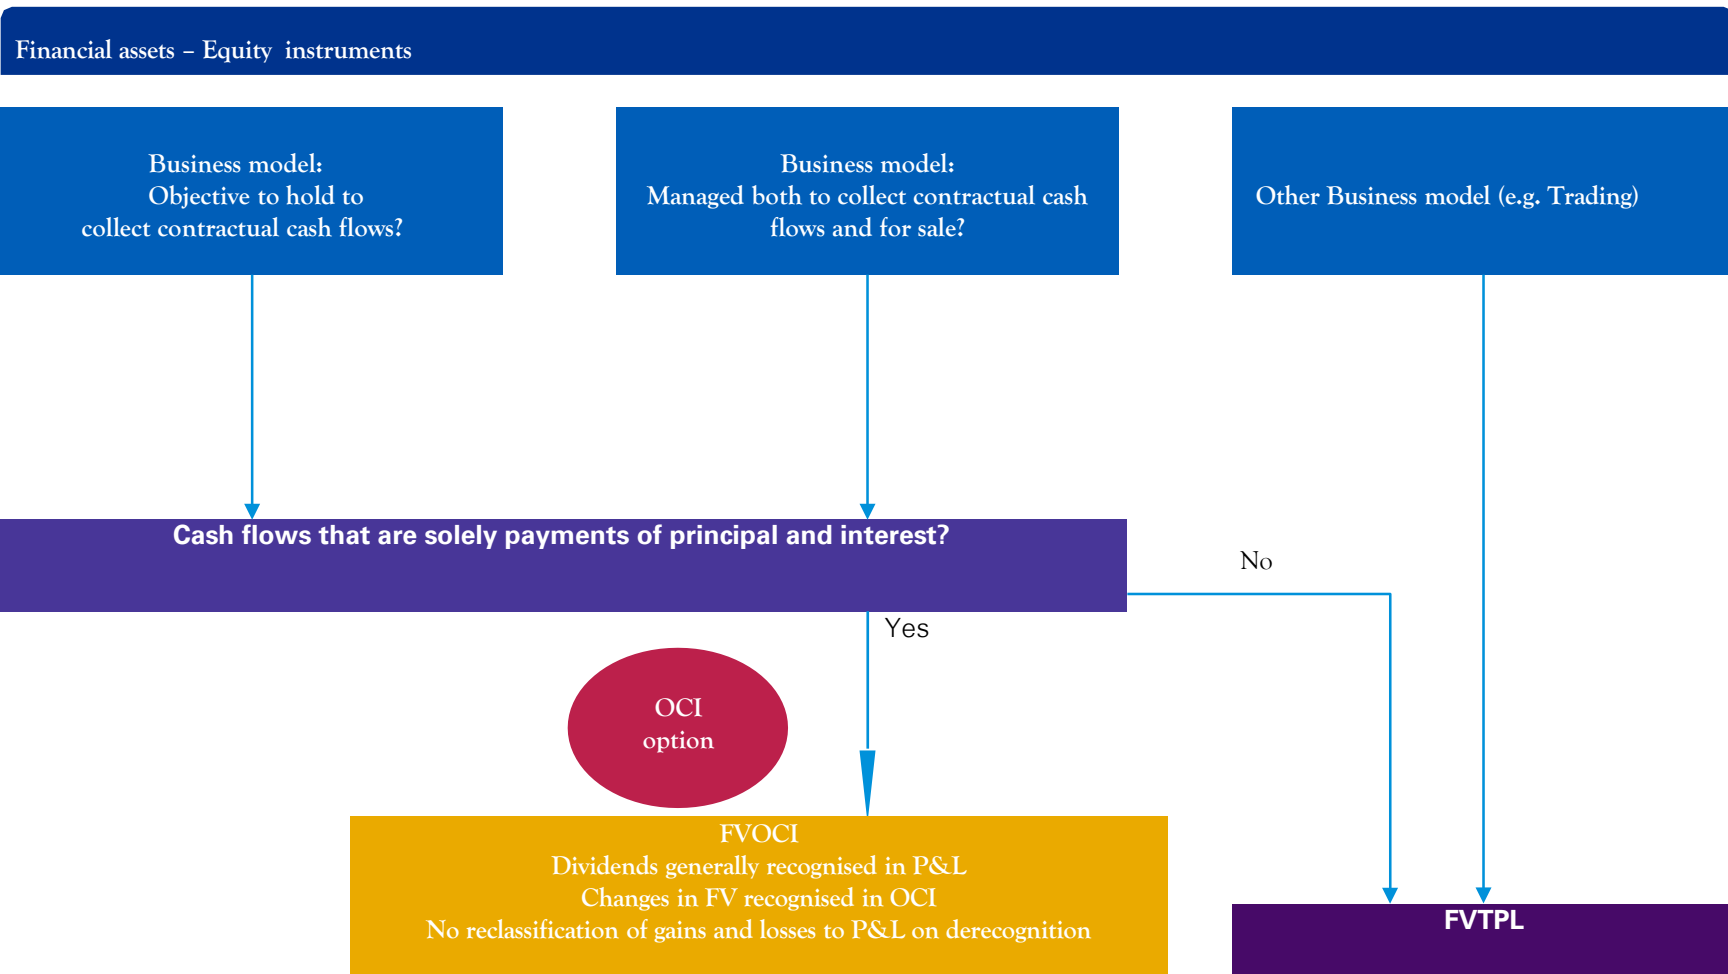 Financial assets – Equity instruments
Business model:
Objective to hold to
collect contractual cash flows?
Business model:
Managed both to collect contractual cash
flows and for sale?
Other Business model (e.g. Trading)
Cash flows that are solely payments of principal and interest?
No
Yes
OCI
option
FVOCI
Dividends generally recognised in P&L
Changes in FV recognised in OCI
No reclassification of gains and losses to P&L on derecognition
FVTPL